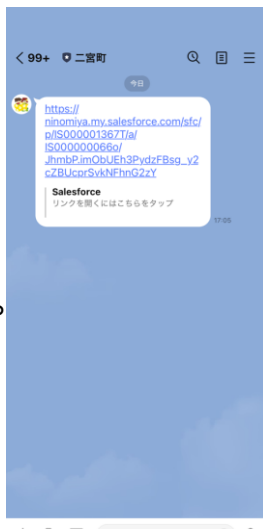 < 99+ 二宮町
今日
https://
ninomiya.my.salesforce.com/sfc/
p/IS000001367T/a/
IS000000066o/
JhmbP.imObUEh3PydzFBsg_y2
cZBUcprSvkNFhnG2zY
Salesforce
リンクを開くにはこちらをタップ
17:05